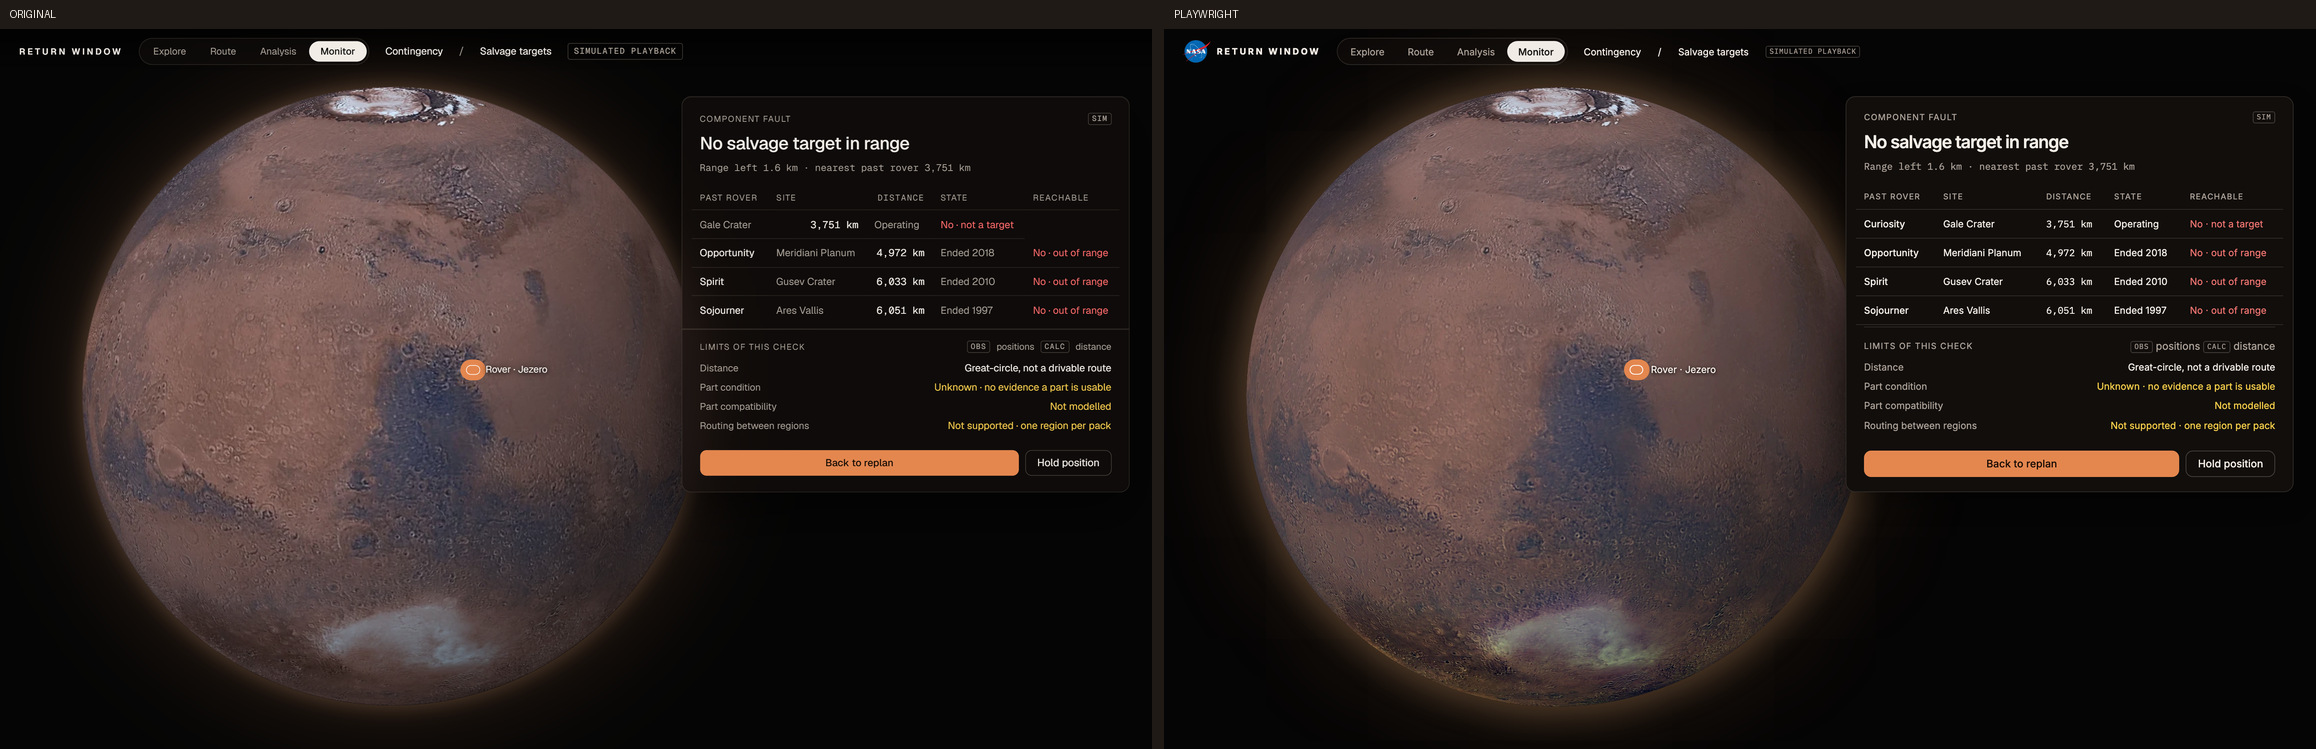 ORIGINAL
RETURN WINDOW Explore Route Analysis Monitor Contingency / Salvage targets SIMULATED PLAYBACK
COMPONENT FAULT SIM
No salvage target in range
Range left 1.6 km · nearest past rover 3,751 km
PAST ROVER SITE DISTANCE STATE REACHABLE
Gale Crater 3,751 km Operating No · not a target
Opportunity Meridiani Planum 4,972 km Ended 2018 No · out of range
Spirit Gusev Crater 6,033 km Ended 2010 No · out of range
Sojourner Ares Vallis 6,051 km Ended 1997 No · out of range
LIMITS OF THIS CHECK OBS positions CALC distance
Distance Great-circle, not a drivable route
Part condition Unknown · no evidence a part is usable
Part compatibility Not modelled
Routing between regions Not supported · one region per pack
Back to replan Hold position
Rover · Jezero
PLAYWRIGHT
NASA RETURN WINDOW Explore Route Analysis Monitor Contingency / Salvage targets SIMULATED PLAYBACK
COMPONENT FAULT SIM
No salvage target in range
Range left 1.6 km · nearest past rover 3,751 km
PAST ROVER SITE DISTANCE STATE REACHABLE
Curiosity Gale Crater 3,751 km Operating No · not a target
Opportunity Meridiani Planum 4,972 km Ended 2018 No · out of range
Spirit Gusev Crater 6,033 km Ended 2010 No · out of range
Sojourner Ares Vallis 6,051 km Ended 1997 No · out of range
LIMITS OF THIS CHECK OBS positions CALC distance
Distance Great-circle, not a drivable route
Part condition Unknown · no evidence a part is usable
Part compatibility Not modelled
Routing between regions Not supported · one region per pack
Back to replan Hold position
Rover · Jezero